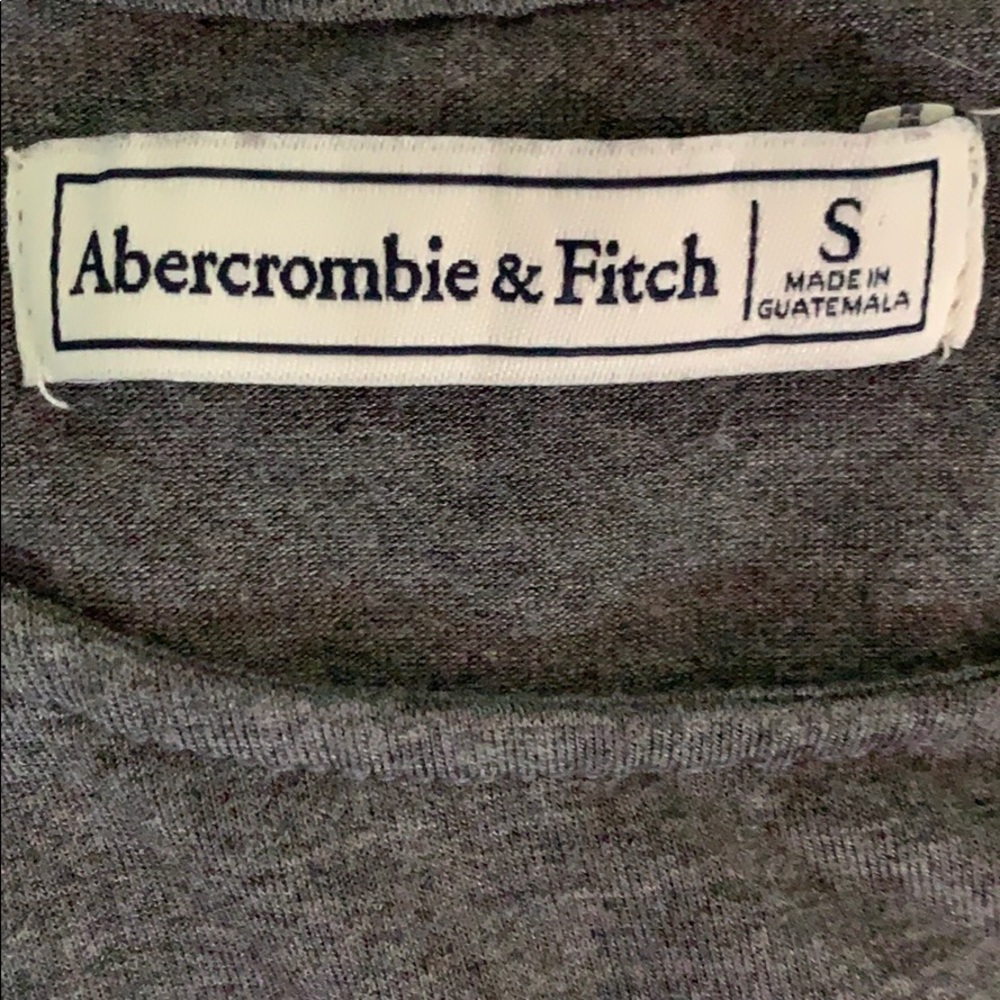 Abercrombie & Fitch
S
MADE IN
GUATEMALA